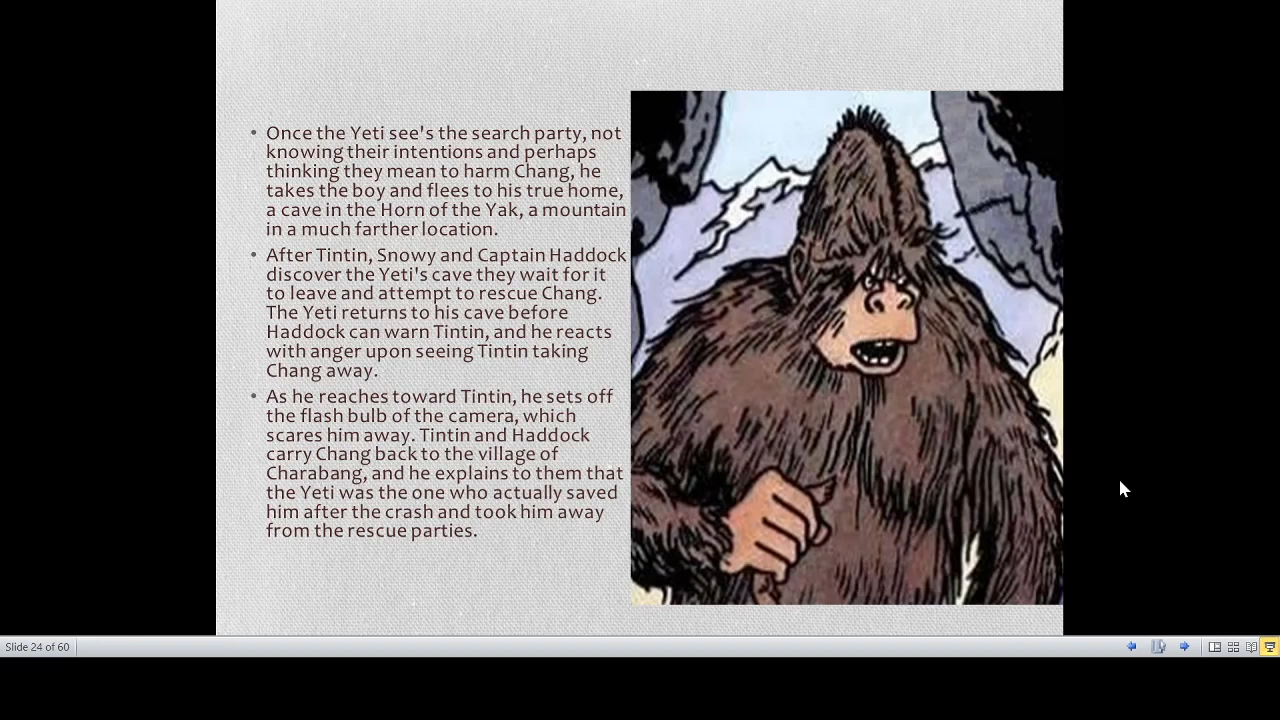 • Once the Yeti see's the search party, not
knowing their intentions and perhaps
thinking they mean to harm Chang, he
takes the boy and flees to his true home,
a cave in the Horn of the Yak, a mountain
in a much farther location.
• After Tintin, Snowy and Captain Haddock
discover the Yeti's cave they wait for it
to leave and attempt to rescue Chang.
The Yeti returns to his cave before
Haddock can warn Tintin, and he reacts
with anger upon seeing Tintin taking
Chang away.
• As he reaches toward Tintin, he sets off
the flash bulb of the camera, which
scares him away. Tintin and Haddock
carry Chang back to the village of
Charabang, and he explains to them that
the Yeti was the one who actually saved
him after the crash and took him away
from the rescue parties.
Slide 24 of 60